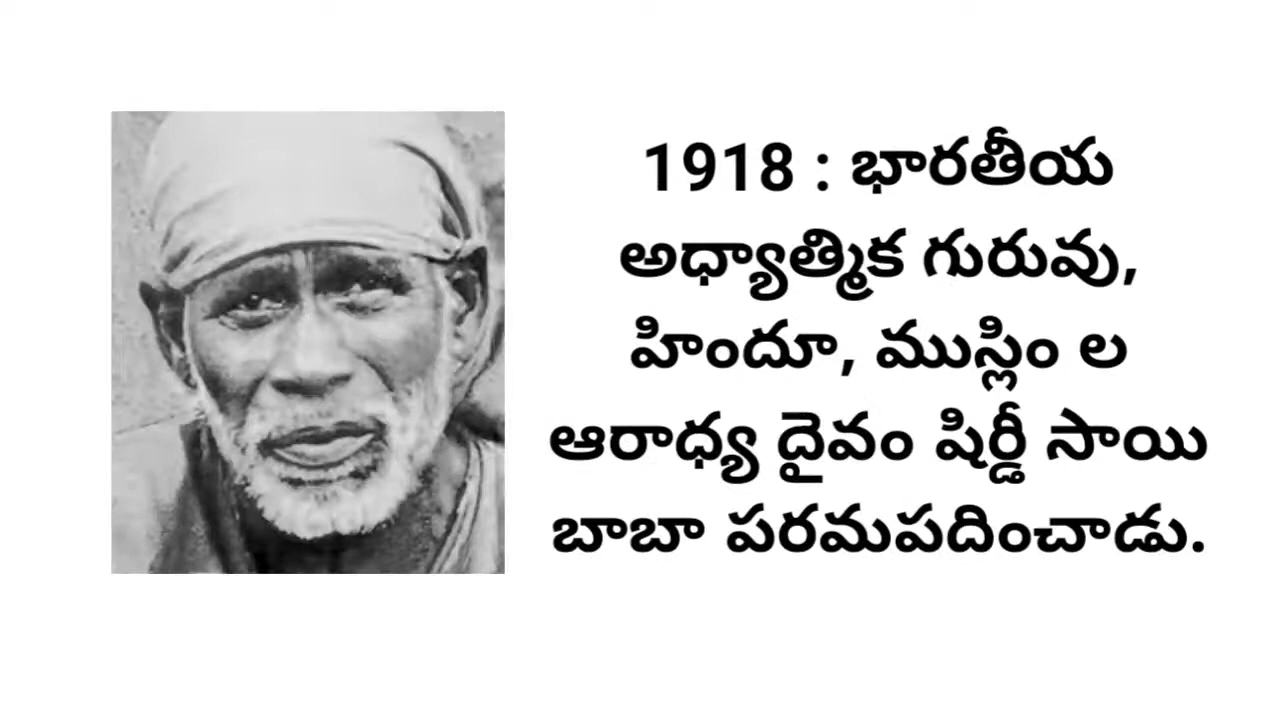 1918 : భారతీయ
అధ్యాత్మిక గురువు,
హిందూ, ముస్లిం ల
ఆరాధ్య దైవం షిర్డీ సాయి
బాబా పరమపదించాడు.